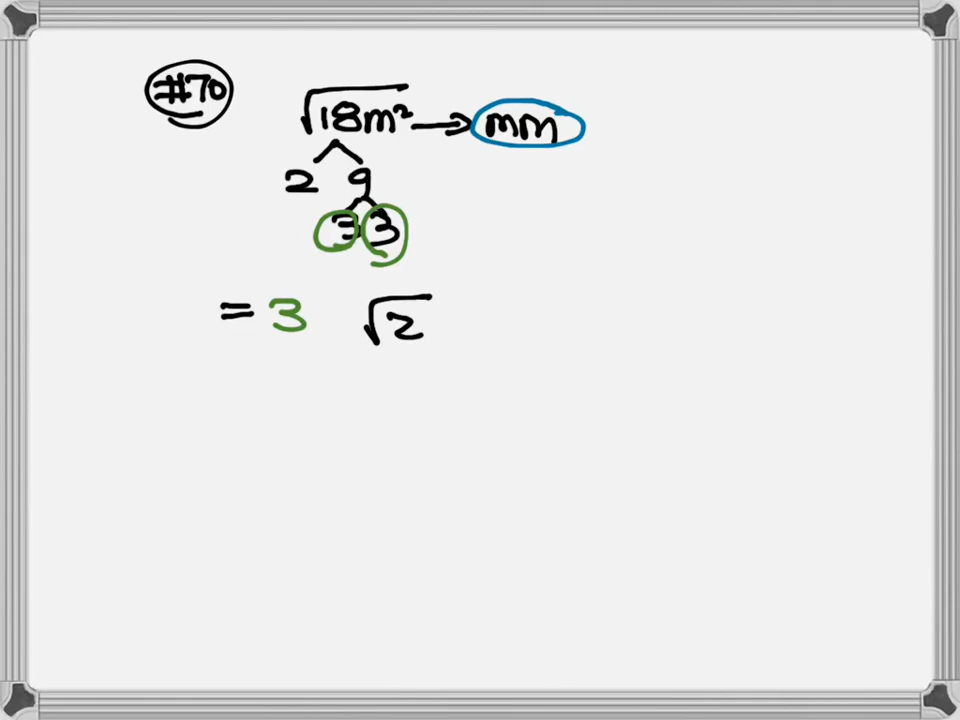 #70
√18m² → mm
2 9
3 3
= 3 √2